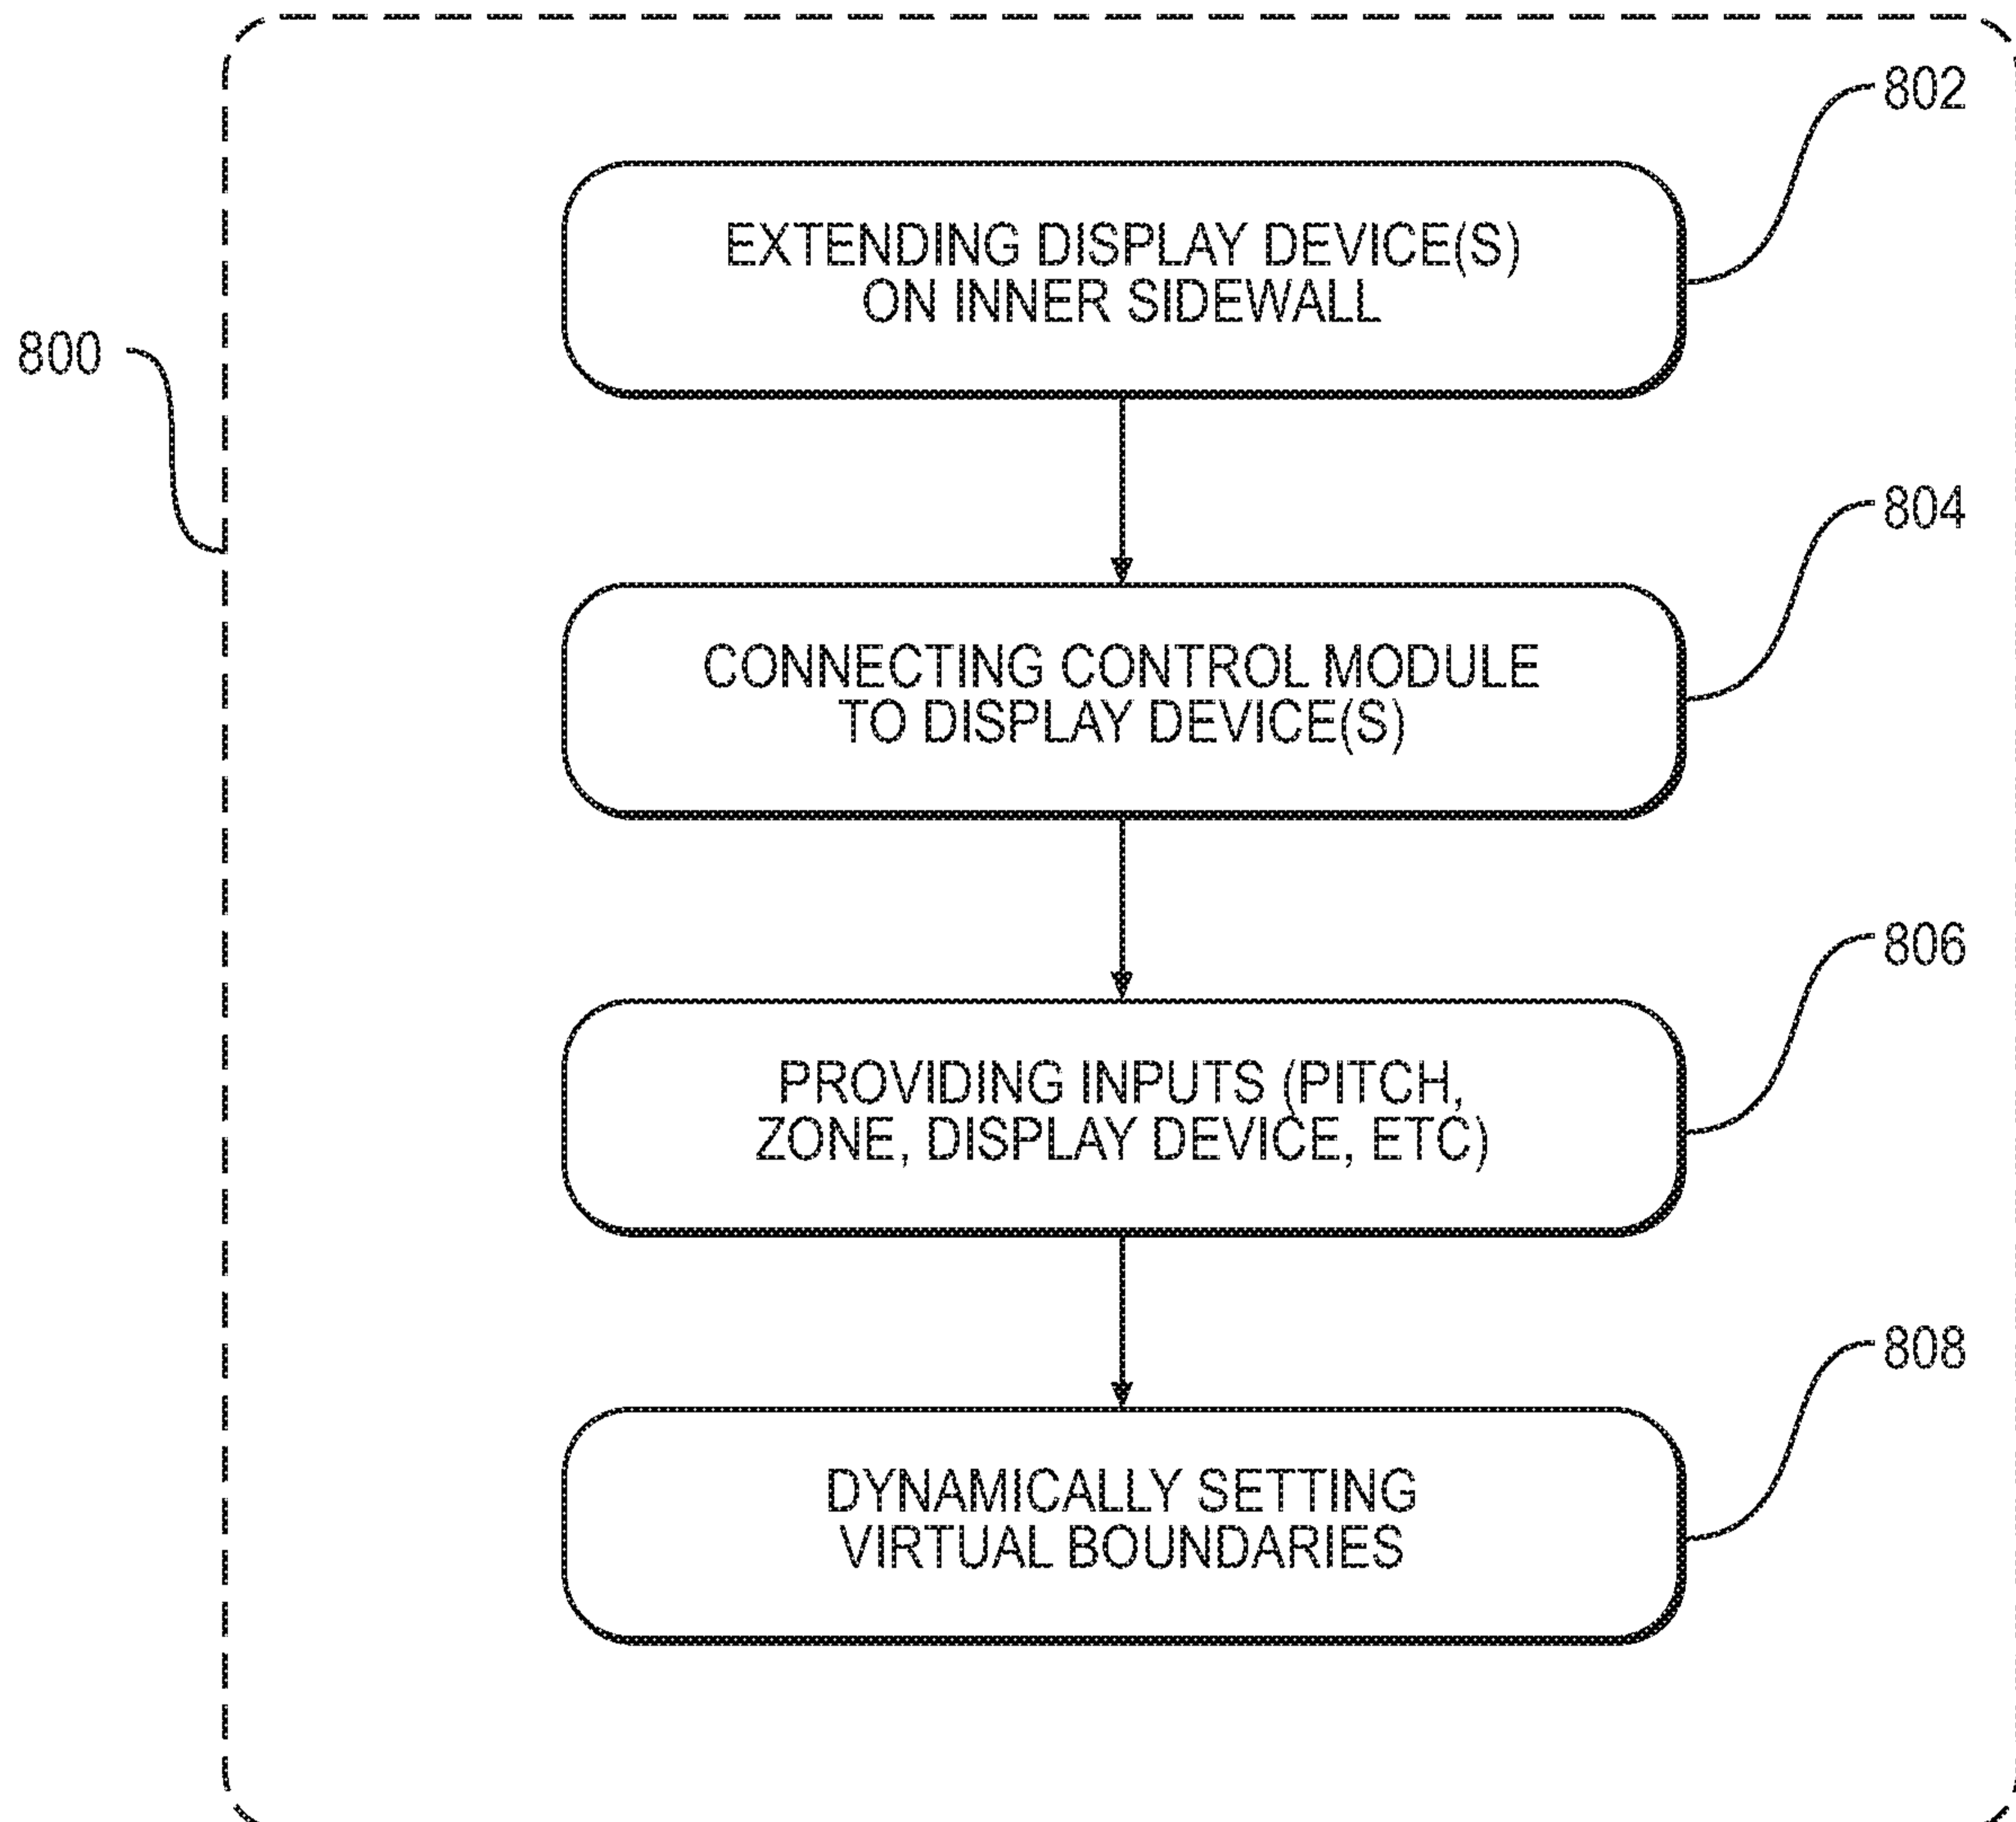 802
EXTENDING DISPLAY DEVICE(S)
ON INNER SIDEWALL
800
804
CONNECTING CONTROL MODULE
TO DISPLAY DEVICE(S)
806
PROVIDING INPUTS (PITCH,
ZONE, DISPLAY DEVICE, ETC)
808
DYNAMICALLY SETTING
VIRTUAL BOUNDARIES